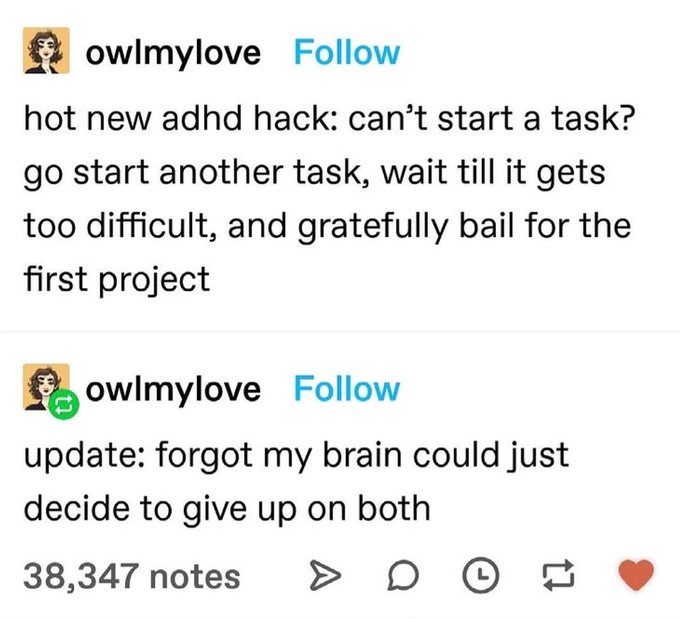 owlmylove Follow
hot new adhd hack: can’t start a task?
go start another task, wait till it gets
too difficult, and gratefully bail for the
first project
owlmylove Follow
update: forgot my brain could just
decide to give up on both
38,347 notes